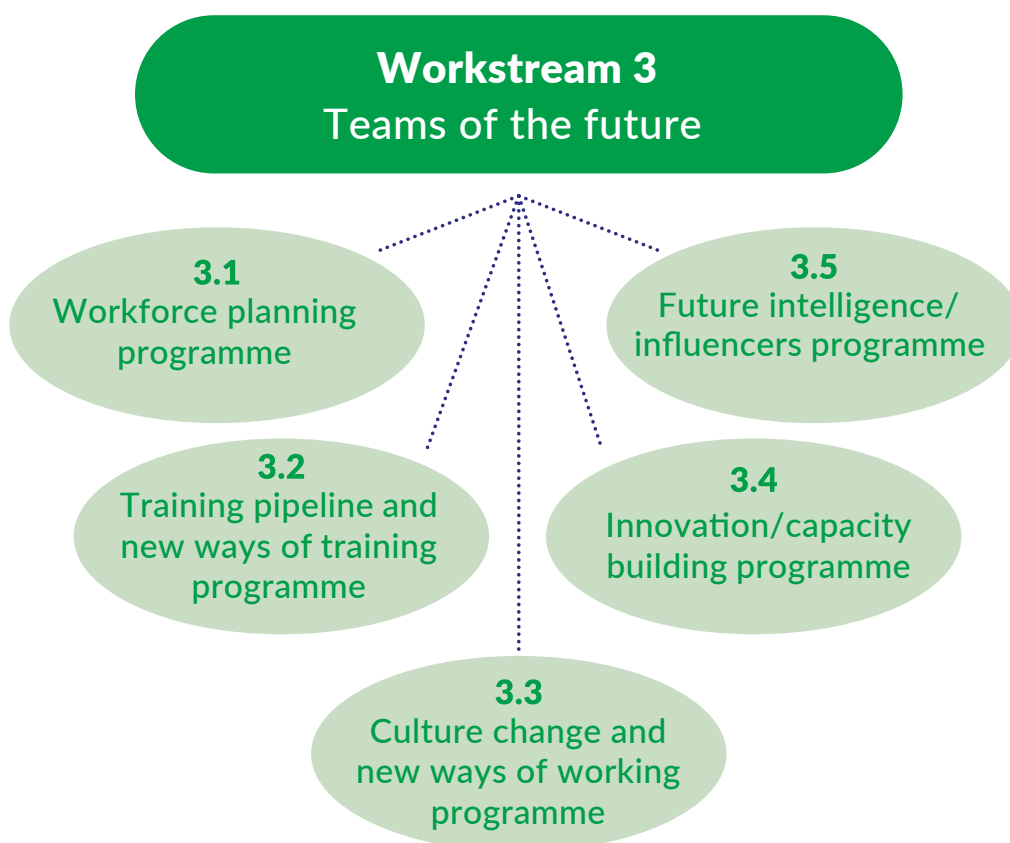 Workstream 3
Teams of the future
3.1
Workforce planning
programme
3.2
Training pipeline and
new ways of training
programme
3.3
Culture change and
new ways of working
programme
3.4
Innovation/capacity
building programme
3.5
Future intelligence/
influencers programme